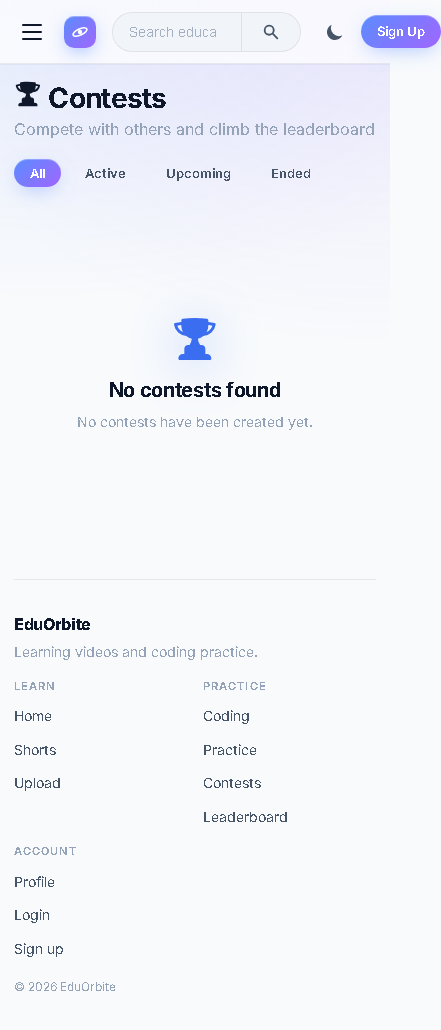 Search educa
Sign Up
Contests
Compete with others and climb the leaderboard
All Active Upcoming Ended
No contests found
No contests have been created yet.
EduOrbite
Learning videos and coding practice.
LEARN
Home
Shorts
Upload
PRACTICE
Coding
Practice
Contests
Leaderboard
ACCOUNT
Profile
Login
Sign up
© 2026 EduOrbite